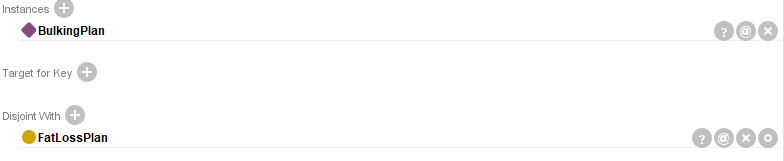 Instances
BulkingPlan
Target for Key
Disjoint With
FatLossPlan